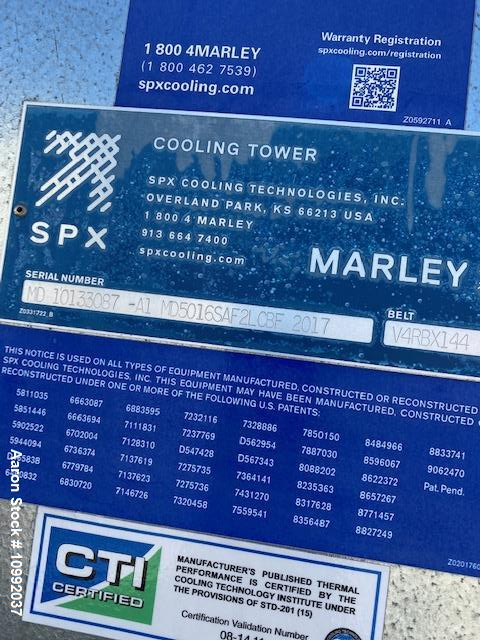 1 800 4MARLEY
(1 800 462 7539)
spxcooling.com
Warranty Registration
spxcooling.com/registration
Z0592711 A
COOLING TOWER
SPX COOLING TECHNOLOGIES, INC.
OVERLAND PARK, KS 66213 USA
1 800 4 MARLEY
913 664 7400
spxcooling.com
SPX
MARLEY
SERIAL NUMBER
MD 10133087 -A1 MD5016SAF2LCBF 2017
Z0331722_B
BELT
V4RBX144
THIS NOTICE IS USED ON ALL TYPES OF EQUIPMENT MANUFACTURED, CONSTRUCTED OR RECONSTRUCTED
SPX COOLING TECHNOLOGIES, INC. THIS EQUIPMENT MAY HAVE BEEN MANUFACTURED, CONSTRUCTED
RECONSTRUCTED UNDER ONE OR MORE OF THE FOLLOWING U.S. PATENTS:
5811035 6663087 6883595 7232116 7328886 7850150 8484966 8833741
5851446 6663694 7111831 7237769 D562954 7887030 8596067 9062470
5902522 6702004 7128310 D547428 D567343 8088202 8622372 Pat. Pend.
5944094 6736374 7137619 7275735 7364141 8235363 8657267
6779784 7137623 7275736 7431270 8317628 8771457
6830720 7146726 7320458 7559541 8356487 8827249
Z0201760
CTI
CERTIFIED
MANUFACTURER'S PUBLISHED THERMAL
PERFORMANCE IS CERTIFIED BY THE
COOLING TECHNOLOGY INSTITUTE UNDER
THE PROVISIONS OF STD-201 (15)
Certification Validation Number
Aaron Stock # 10992037